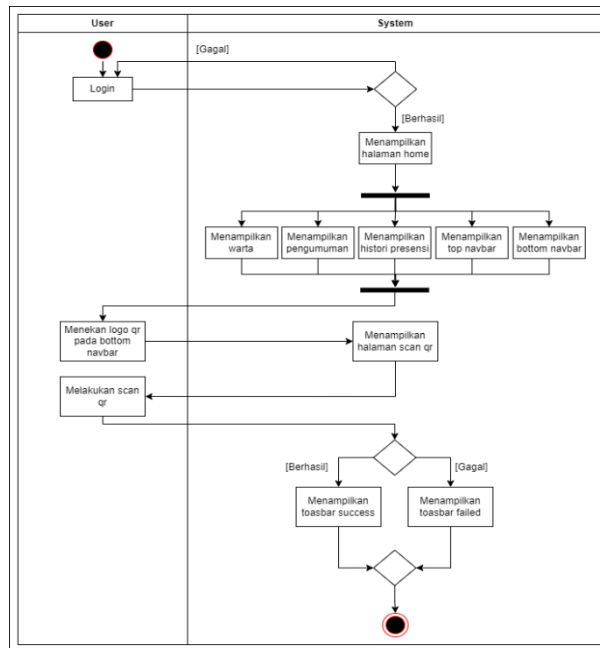 User
System
[Gagal]
Login
[Berhasil]
Menampilkan
halaman home
Menampilkan
warta
Menampilkan
pengumuman
Menampilkan
histori presensi
Menampilkan
top navbar
Menampilkan
bottom navbar
Menekan logo qr
pada bottom
navbar
Menampilkan
halaman scan qr
Melakukan scan
qr
[Berhasil]
[Gagal]
Menampilkan
toasbar success
Menampilkan
toasbar failed